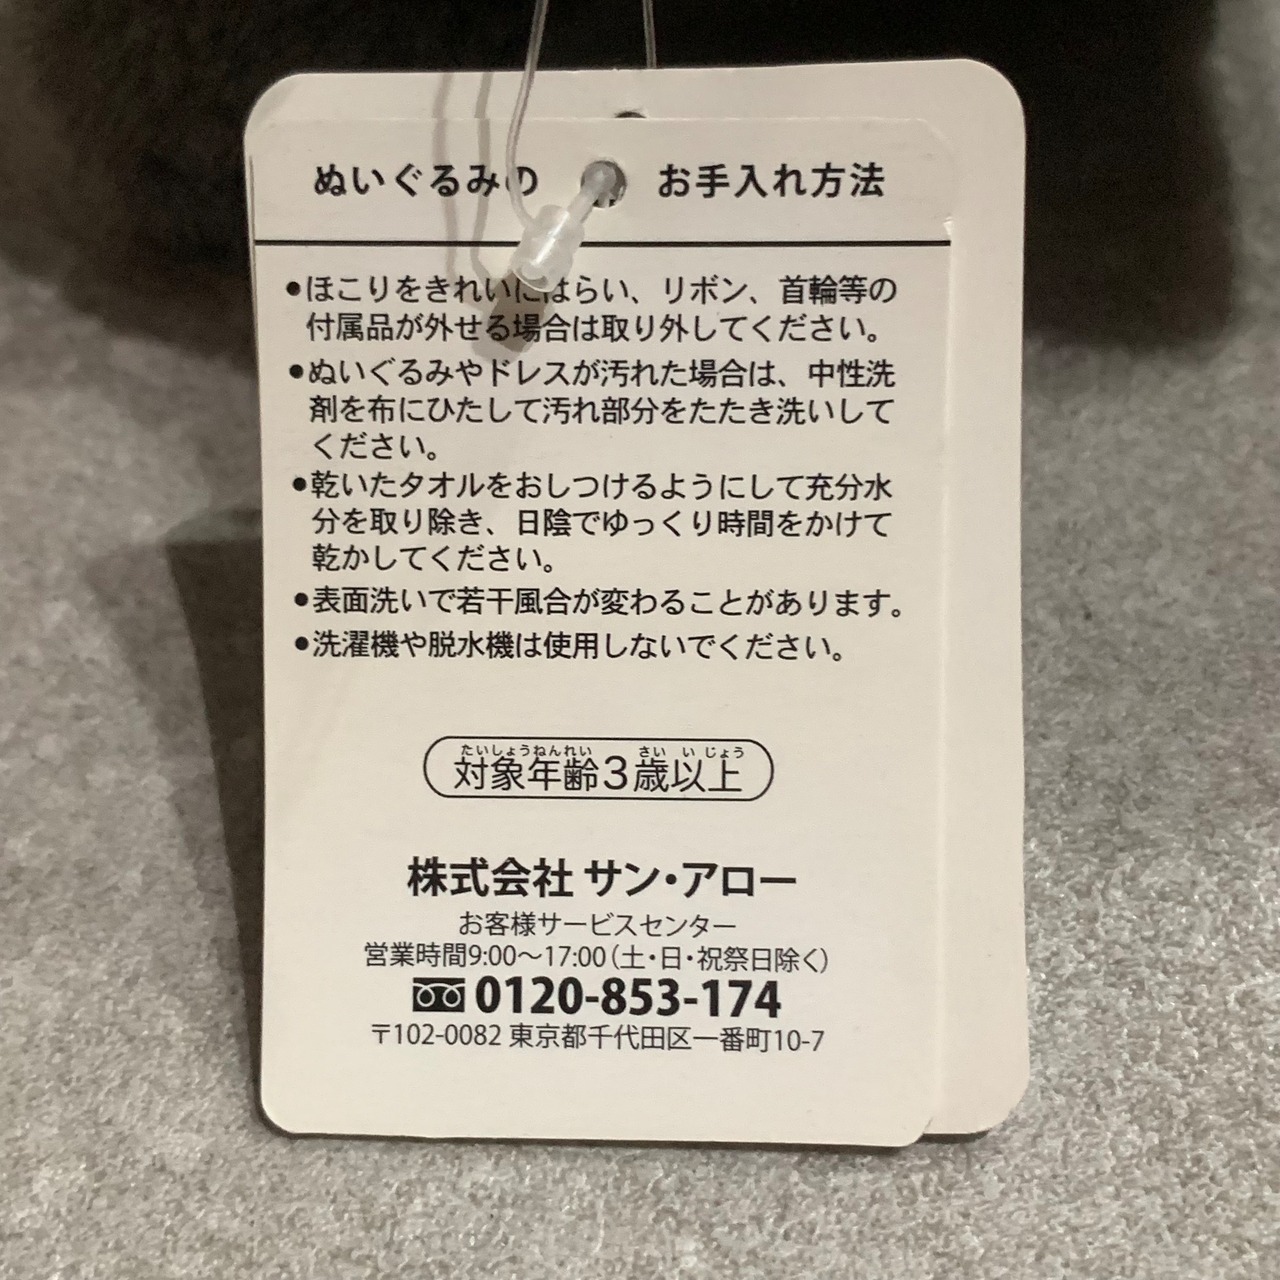 ぬいぐるみの お手入れ方法
●ほこりをきれいにはらい、リボン、首輪等の
付属品が外せる場合は取り外してください。
●ぬいぐるみやドレスが汚れた場合は、中性洗
剤を布にひたして汚れ部分をたたき洗いして
ください。
●乾いたタオルをおしつけるようにして充分水
分を取り除き、日陰でゆっくり時間をかけて
乾かしてください。
●表面洗いで若干風合が変わることがあります。
●洗濯機や脱水機は使用しないでください。
たいしょうねんれい さい いじょう
対象年齢3歳以上
株式会社 サン・アロー
お客様サービスセンター
営業時間9:00〜17:00(土・日・祝祭日除く)
0120-853-174
〒102-0082 東京都千代田区一番町10-7